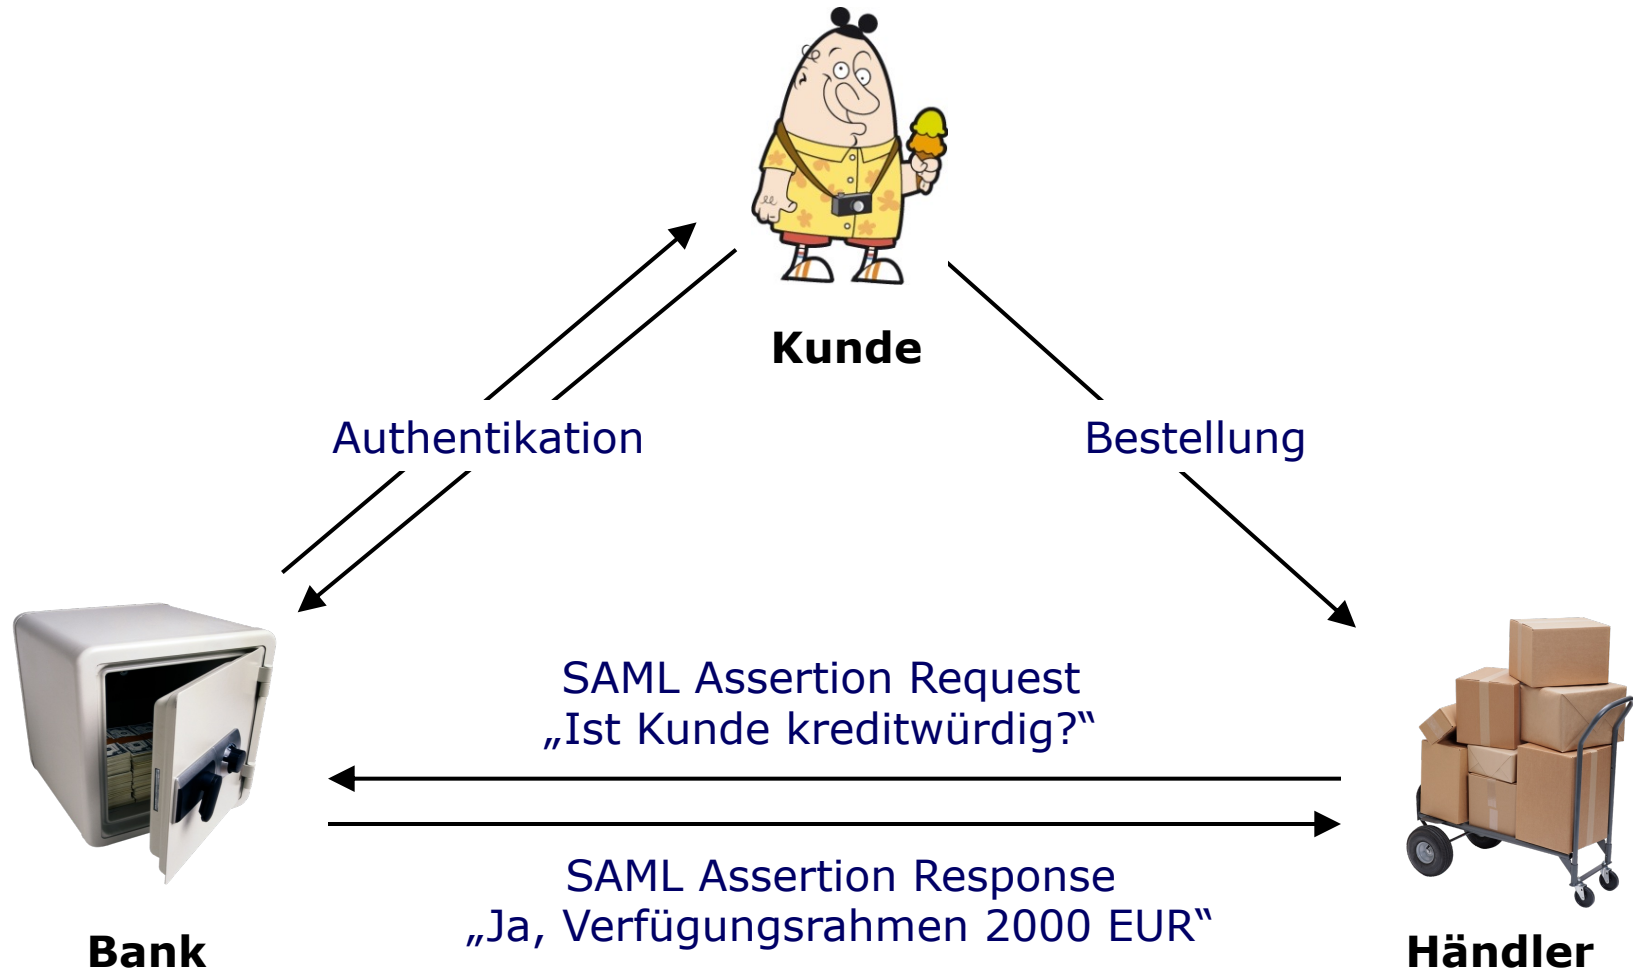 Kunde
Authentikation
Bestellung
SAML Assertion Request
„Ist Kunde kreditwürdig?“
SAML Assertion Response
„Ja, Verfügungsrahmen 2000 EUR“
Bank
Händler